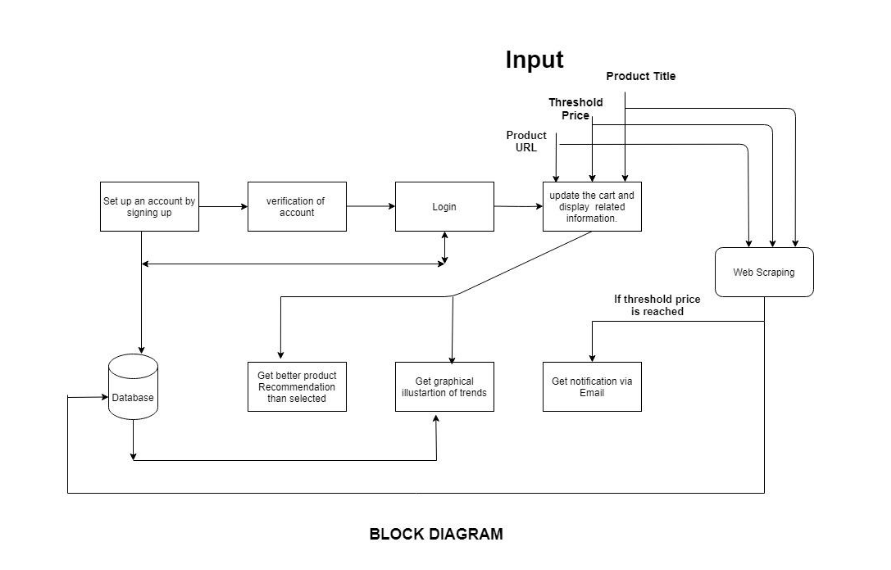 Input
Product Title
Threshold
Price
Product
URL
Set up an account by
signing up
verification of
account
Login
update the cart and
display related
information.
Web Scraping
If threshold price
is reached
Get better product
Recommendation
than selected
Get graphical
illustartion of trends
Get notification via
Email
Database
BLOCK DIAGRAM